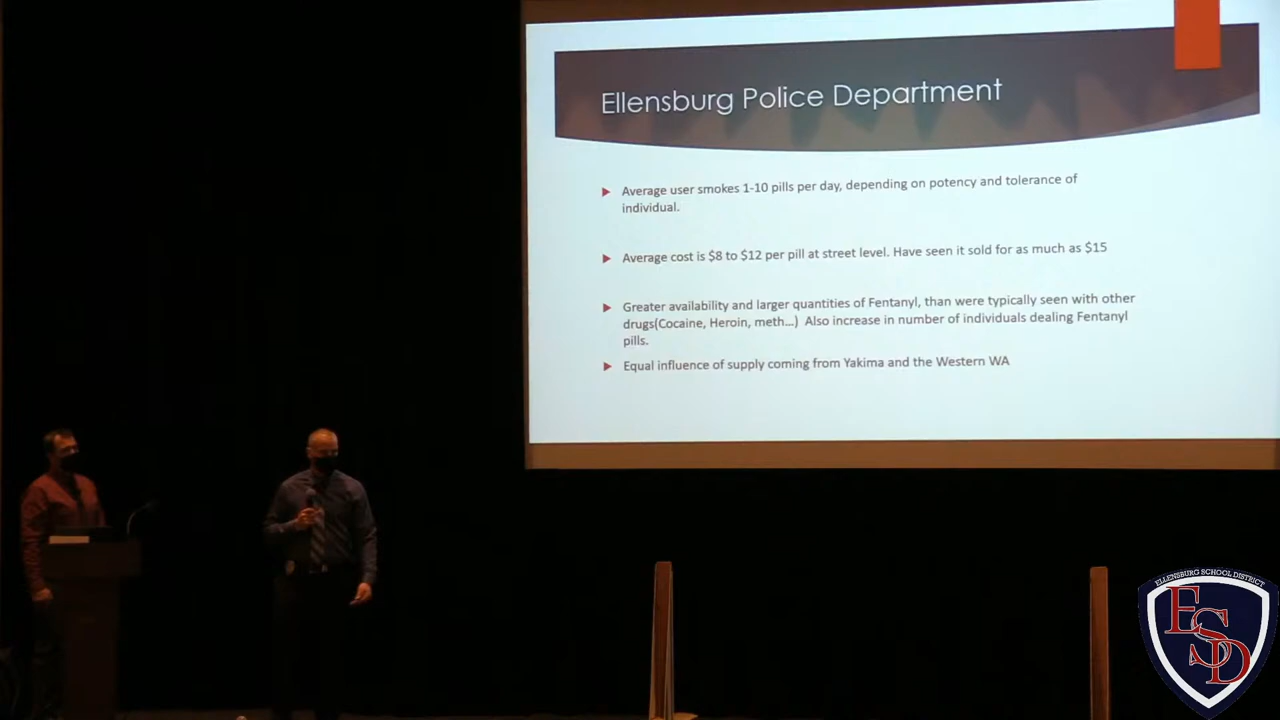 Ellensburg Police Department
Average user smokes 1-10 pills per day, depending on potency and tolerance of
individual.
Average cost is $8 to $12 per pill at street level. Have seen it sold for as much as $15
Greater availability and larger quantities of Fentanyl, than were typically seen with other
drugs(Cocaine, Heroin, meth...) Also increase in number of individuals dealing Fentanyl
pills.
Equal influence of supply coming from Yakima and the Western WA
ELLENSBURG SCHOOL DISTRICT
ESD